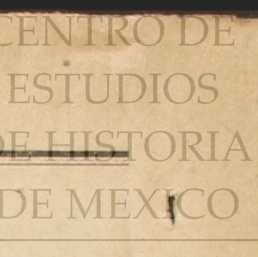 CENTRO DE
ESTUDIOS
DE HISTORIA
DE MEXICO